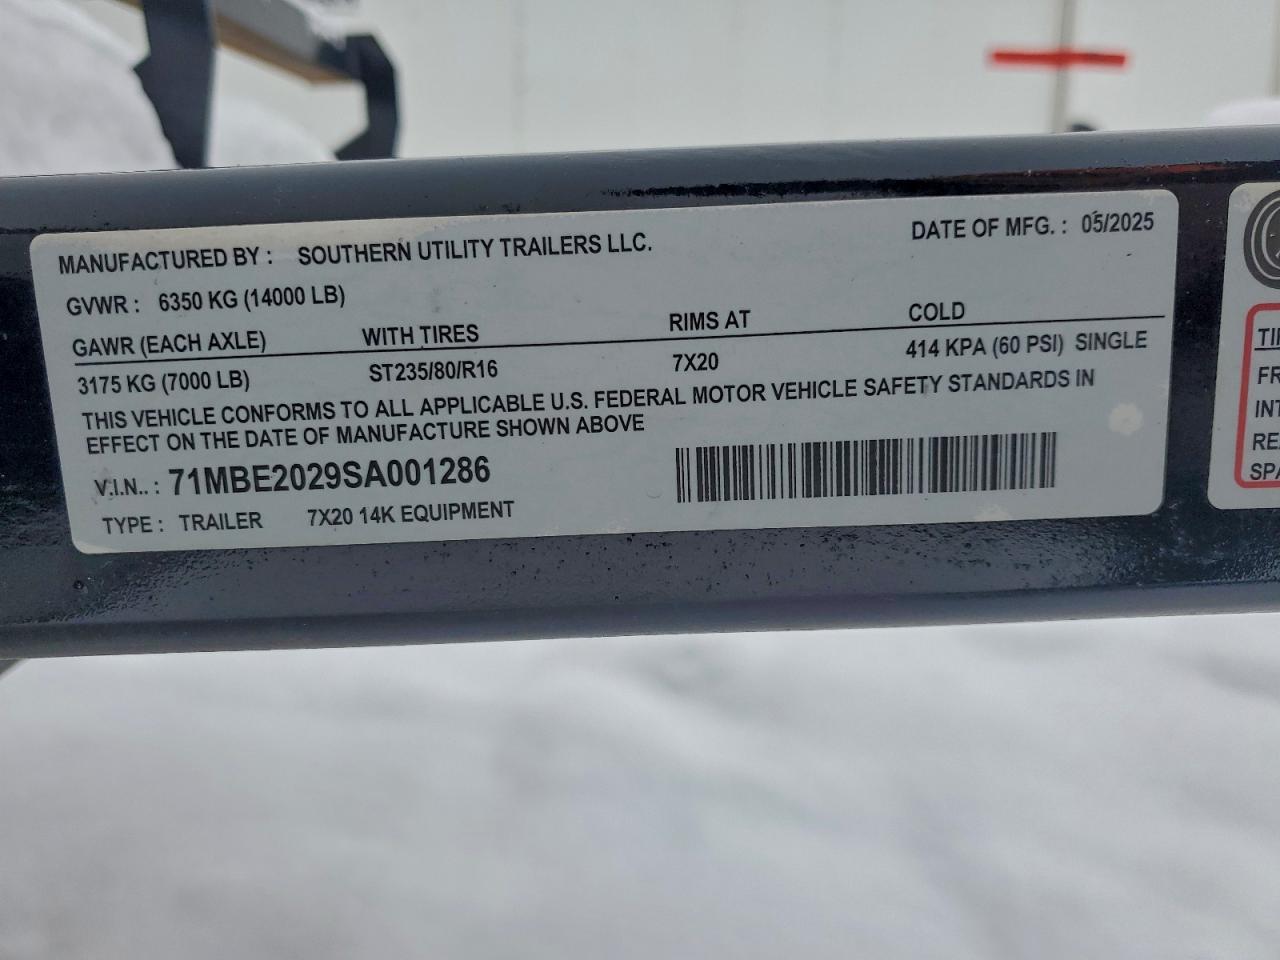 MANUFACTURED BY : SOUTHERN UTILITY TRAILERS LLC. DATE OF MFG. : 05/2025
GVWR : 6350 KG (14000 LB)
GAWR (EACH AXLE) WITH TIRES RIMS AT COLD
3175 KG (7000 LB) ST235/80/R16 7X20 414 KPA (60 PSI) SINGLE
THIS VEHICLE CONFORMS TO ALL APPLICABLE U.S. FEDERAL MOTOR VEHICLE SAFETY STANDARDS IN
EFFECT ON THE DATE OF MANUFACTURE SHOWN ABOVE
V.I.N.. : 71MBE2029SA001286
TYPE : TRAILER 7X20 14K EQUIPMENT